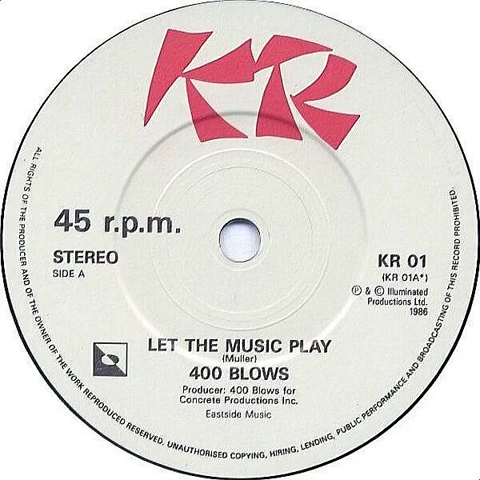 KR
45 r.p.m.
STEREO
SIDE A
KR 01
(KR 01A*)
Ⓟ & © Illuminated
Productions Ltd.
1986
LET THE MUSIC PLAY
(Muller)
400 BLOWS
Producer: 400 Blows for
Concrete Productions Inc.
Eastside Music
ALL RIGHTS OF THE PRODUCER AND OF THE OWNER OF THE WORK REPRODUCED RESERVED. UNAUTHORISED COPYING, HIRING, LENDING, PUBLIC PERFORMANCE AND BROADCASTING OF THIS RECORD PROHIBITED.